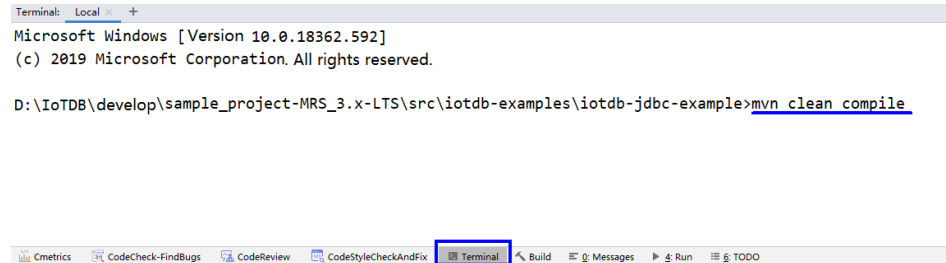 Terminal: Local × +
Microsoft Windows [Version 10.0.18362.592]
(c) 2019 Microsoft Corporation. All rights reserved.
D:\IoTDB\develop\sample_project-MRS_3.x-LTS\src\iotdb-examples\iotdb-jdbc-example>mvn clean compile
Cmetrics CodeCheck-FindBugs CodeReview CodeStyleCheckAndFix Terminal Build 0: Messages 4: Run 6: TODO